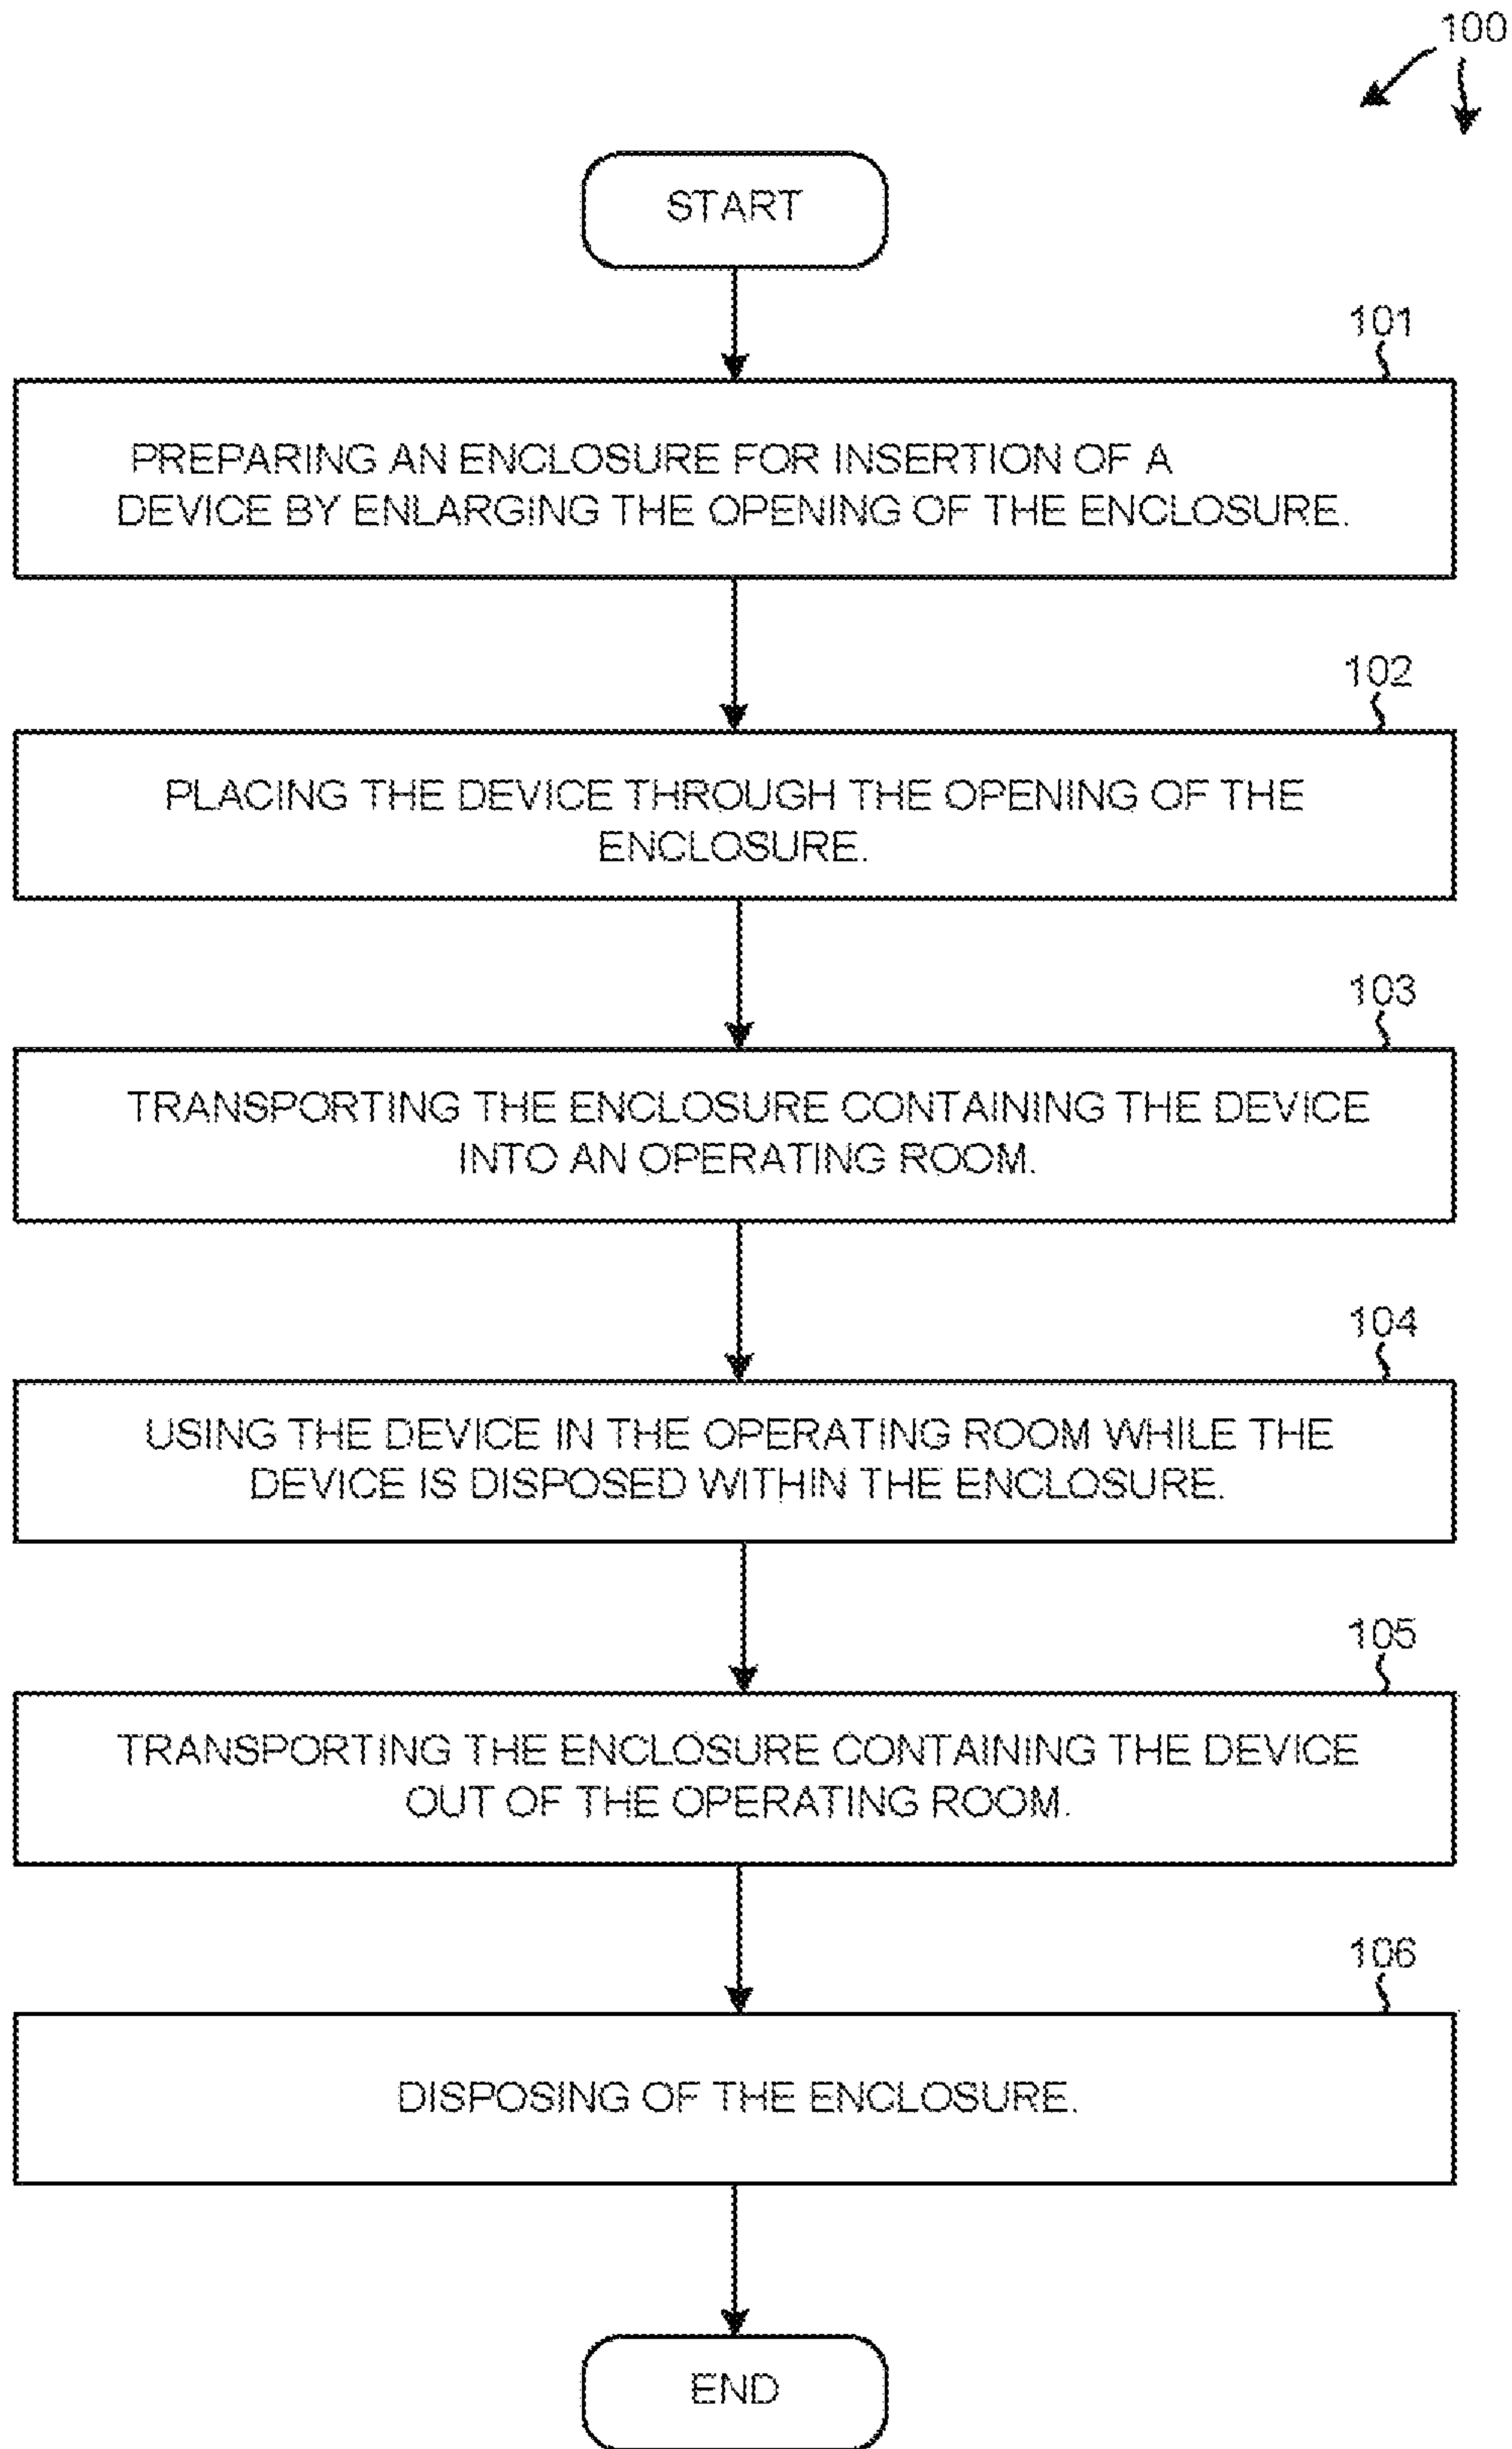 100
START
101
PREPARING AN ENCLOSURE FOR INSERTION OF A
DEVICE BY ENLARGING THE OPENING OF THE ENCLOSURE.
102
PLACING THE DEVICE THROUGH THE OPENING OF THE
ENCLOSURE.
103
TRANSPORTING THE ENCLOSURE CONTAINING THE DEVICE
INTO AN OPERATING ROOM.
104
USING THE DEVICE IN THE OPERATING ROOM WHILE THE
DEVICE IS DISPOSED WITHIN THE ENCLOSURE.
105
TRANSPORTING THE ENCLOSURE CONTAINING THE DEVICE
OUT OF THE OPERATING ROOM.
106
DISPOSING OF THE ENCLOSURE.
END